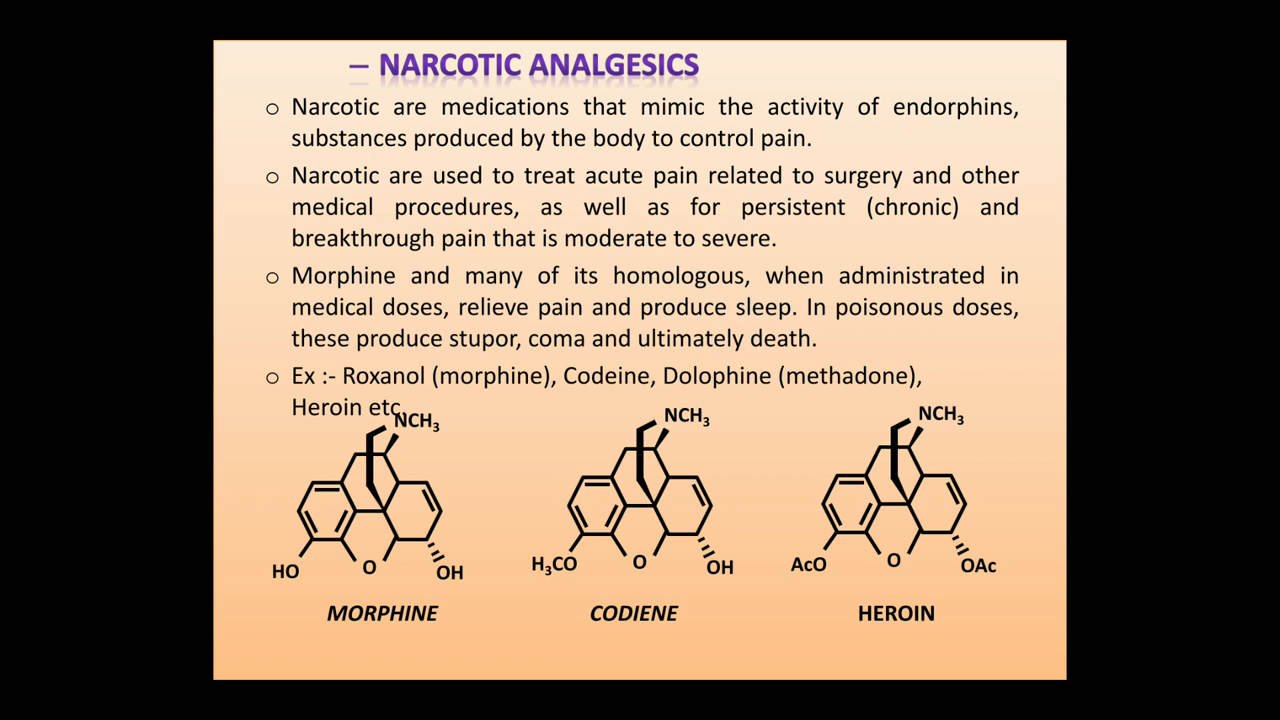 – NARCOTIC ANALGESICS
o Narcotic are medications that mimic the activity of endorphins,
substances produced by the body to control pain.
o Narcotic are used to treat acute pain related to surgery and other
medical procedures, as well as for persistent (chronic) and
breakthrough pain that is moderate to severe.
o Morphine and many of its homologous, when administrated in
medical doses, relieve pain and produce sleep. In poisonous doses,
these produce stupor, coma and ultimately death.
o Ex :- Roxanol (morphine), Codeine, Dolophine (methadone),
Heroin etc.
NCH3 NCH3 NCH3
HO O OH H3CO O OH AcO O OAc
MORPHINE CODIENE HEROIN